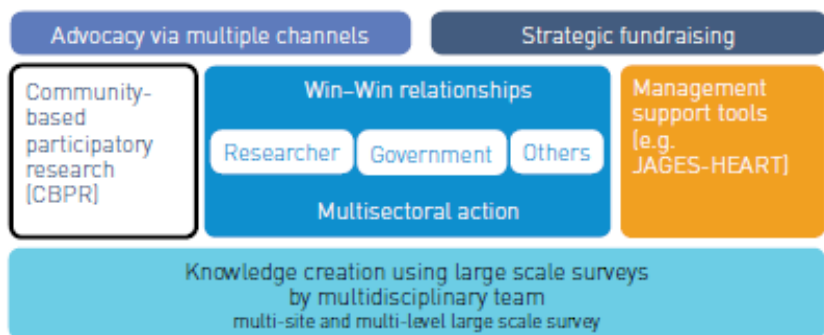 Advocacy via multiple channels
Strategic fundraising
Community-
based
participatory
research
(CBPR)
Win–Win relationships
Researcher
Government
Others
Multisectoral action
Management
support tools
(e.g.
JAGES-HEART)
Knowledge creation using large scale surveys
by multidisciplinary team
multi-site and multi-level large scale survey